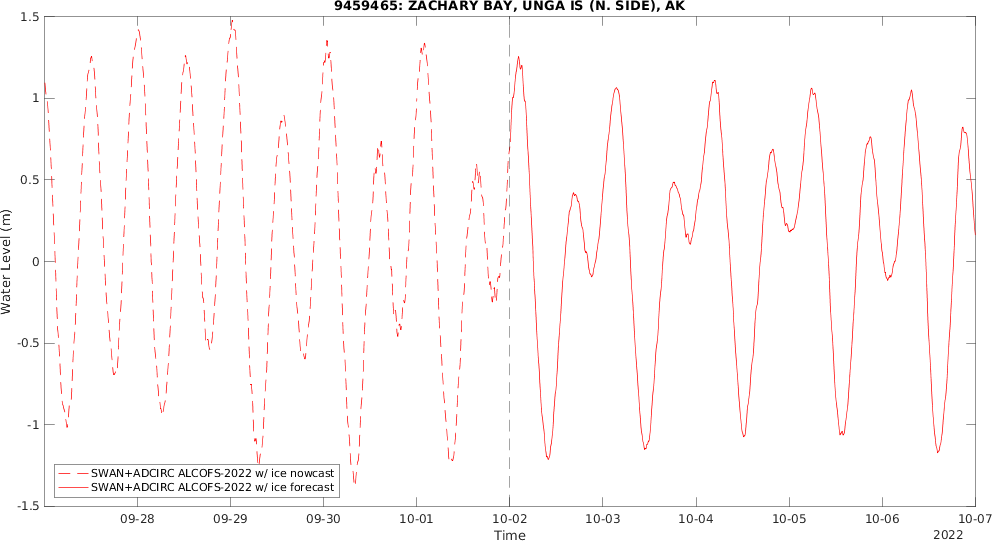 9459465: ZACHARY BAY, UNGA IS (N. SIDE), AK
1.5
1
0.5
0
-0.5
-1
-1.5
Water Level (m)
SWAN+ADCIRC ALCOFS-2022 w/ ice nowcast
SWAN+ADCIRC ALCOFS-2022 w/ ice forecast
09-28 09-29 09-30 10-01 10-02 10-03 10-04 10-05 10-06 10-07
Time
2022